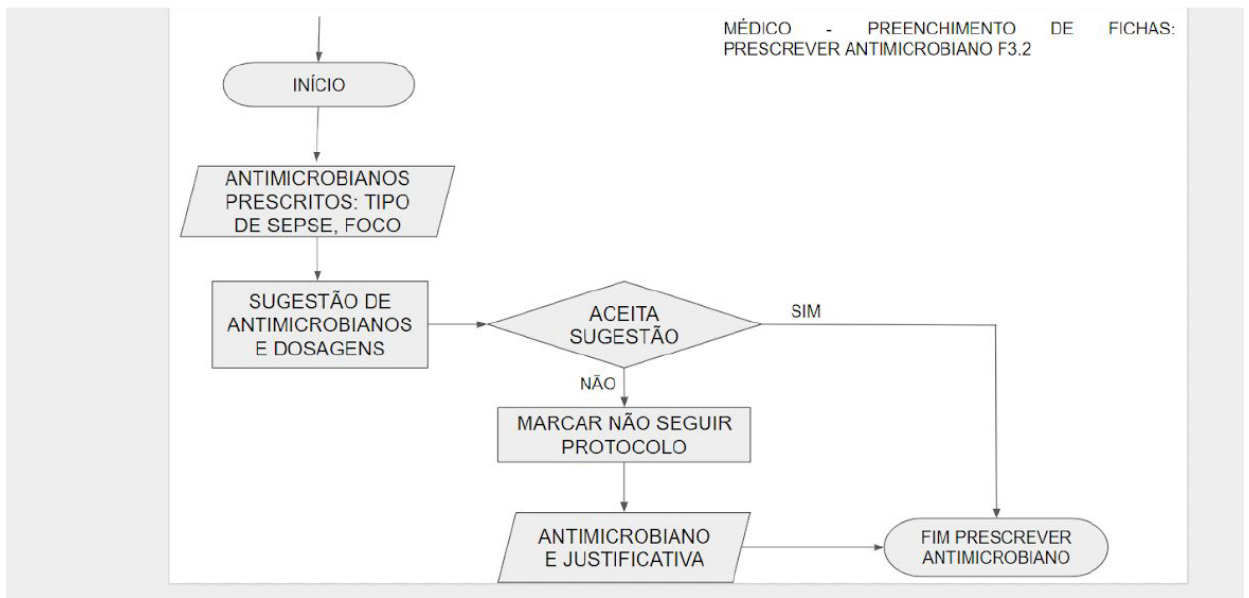 MÉDICO - PREENCHIMENTO DE FICHAS:
PRESCREVER ANTIMICROBIANO F3.2
INÍCIO
ANTIMICROBIANOS
PRESCRITOS: TIPO
DE SEPSE, FOCO
SUGESTÃO DE
ANTIMICROBIANOS
E DOSAGENS
ACEITA
SUGESTÃO
SIM
NÃO
MARCAR NÃO SEGUIR
PROTOCOLO
ANTIMICROBIANO
E JUSTIFICATIVA
FIM PRESCREVER
ANTIMICROBIANO